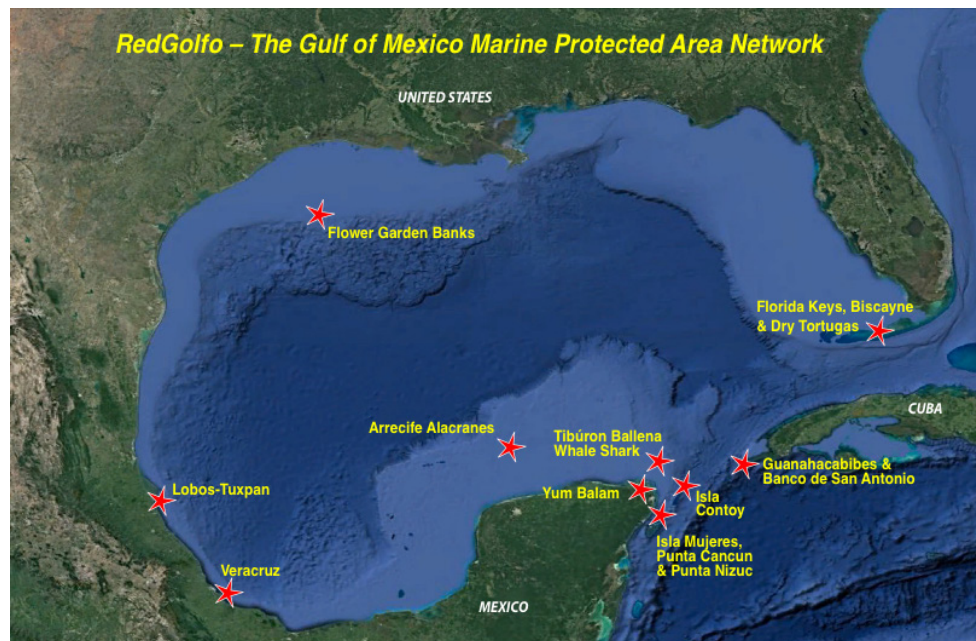 RedGolfo – The Gulf of Mexico Marine Protected Area Network
UNITED STATES
Flower Garden Banks
Florida Keys, Biscayne
& Dry Tortugas
Arrecife Alacranes
Tibúron Ballena
Whale Shark
CUBA
Guanahacabibes &
Banco de San Antonio
Lobos-Tuxpan
Yum Balam
Isla
Contoy
Isla Mujeres,
Punta Cancun
& Punta Nizuc
Veracruz
MEXICO